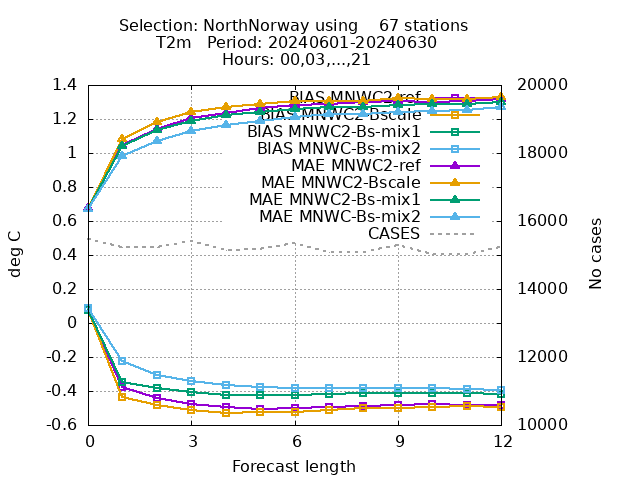 Selection: NorthNorway using    67 stations
T2m   Period: 20240601-20240630
Hours: 00,03,...,21
1.4
1.2
1
0.8
0.6
0.4
0.2
0
-0.2
-0.4
-0.6
deg C
BIAS MNWC2-ref
BIAS MNWC2-Bscale
BIAS MNWC2-Bs-mix1
BIAS MNWC-Bs-mix2
MAE MNWC2-ref
MAE MNWC2-Bscale
MAE MNWC2-Bs-mix1
MAE MNWC-Bs-mix2
CASES
20000
18000
16000
14000
12000
10000
No cases
0 3 6 9 12
Forecast length